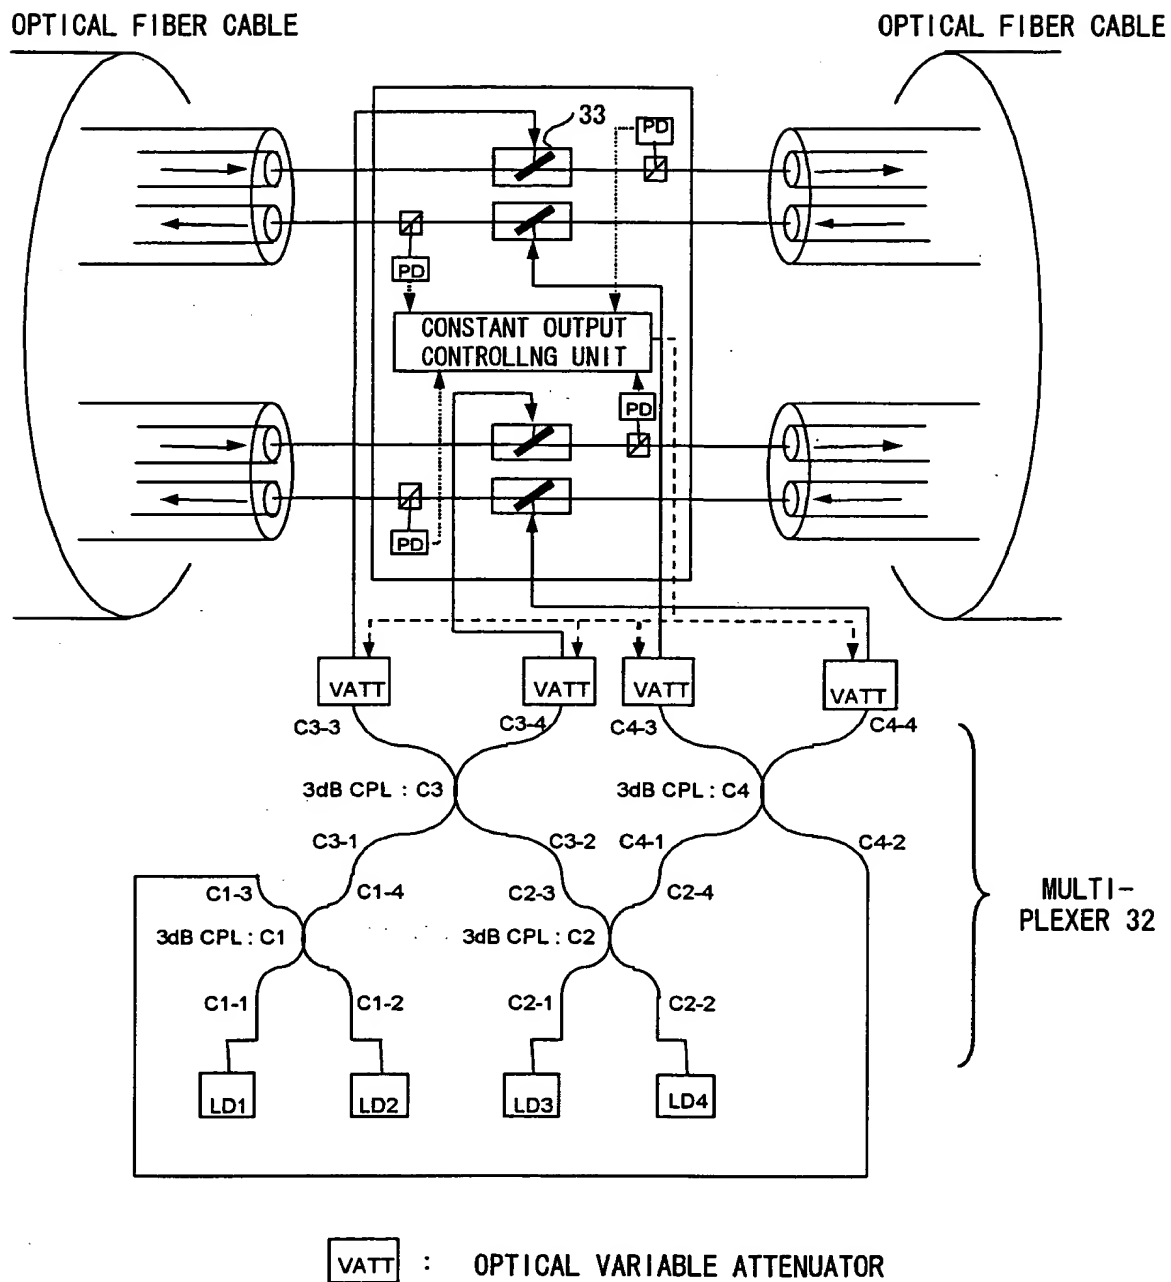 OPTICAL FIBER CABLE
OPTICAL FIBER CABLE
33
PD
PD
CONSTANT OUTPUT
CONTROLLNG UNIT
PD
PD
VATT
VATT
VATT
VATT
C3-3
C3-4
C4-3
C4-4
3dB CPL : C3
3dB CPL : C4
C3-1
C3-2
C4-1
C4-2
C1-3
C1-4
C2-3
C2-4
MULTI-
PLEXER 32
3dB CPL : C1
3dB CPL : C2
C1-1
C1-2
C2-1
C2-2
LD1
LD2
LD3
LD4
VATT : OPTICAL VARIABLE ATTENUATOR